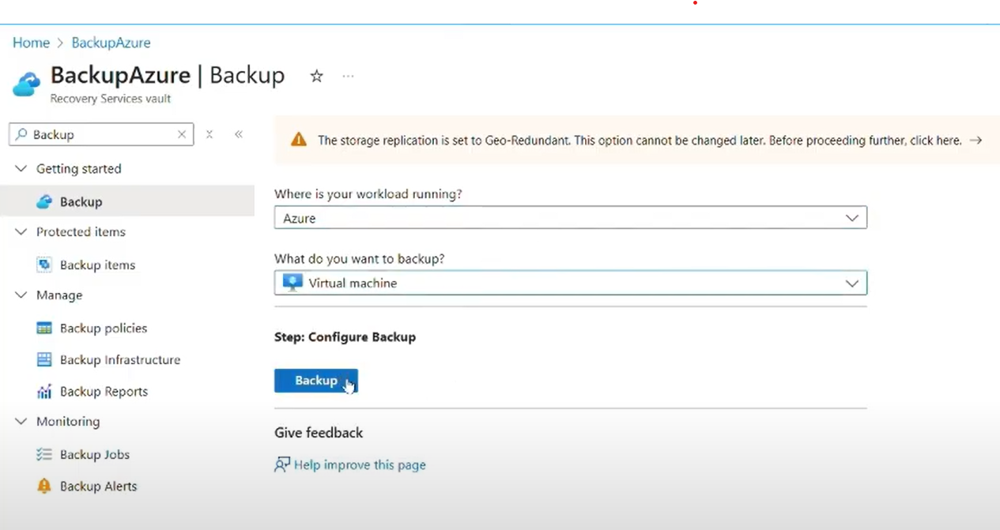 Home > BackupAzure
BackupAzure | Backup
Recovery Services vault
Backup
Getting started
Backup
Protected items
Backup items
Manage
Backup policies
Backup Infrastructure
Backup Reports
Monitoring
Backup Jobs
Backup Alerts
The storage replication is set to Geo-Redundant. This option cannot be changed later. Before proceeding further, click here. →
Where is your workload running?
Azure
What do you want to backup?
Virtual machine
Step: Configure Backup
Backup
Give feedback
Help improve this page